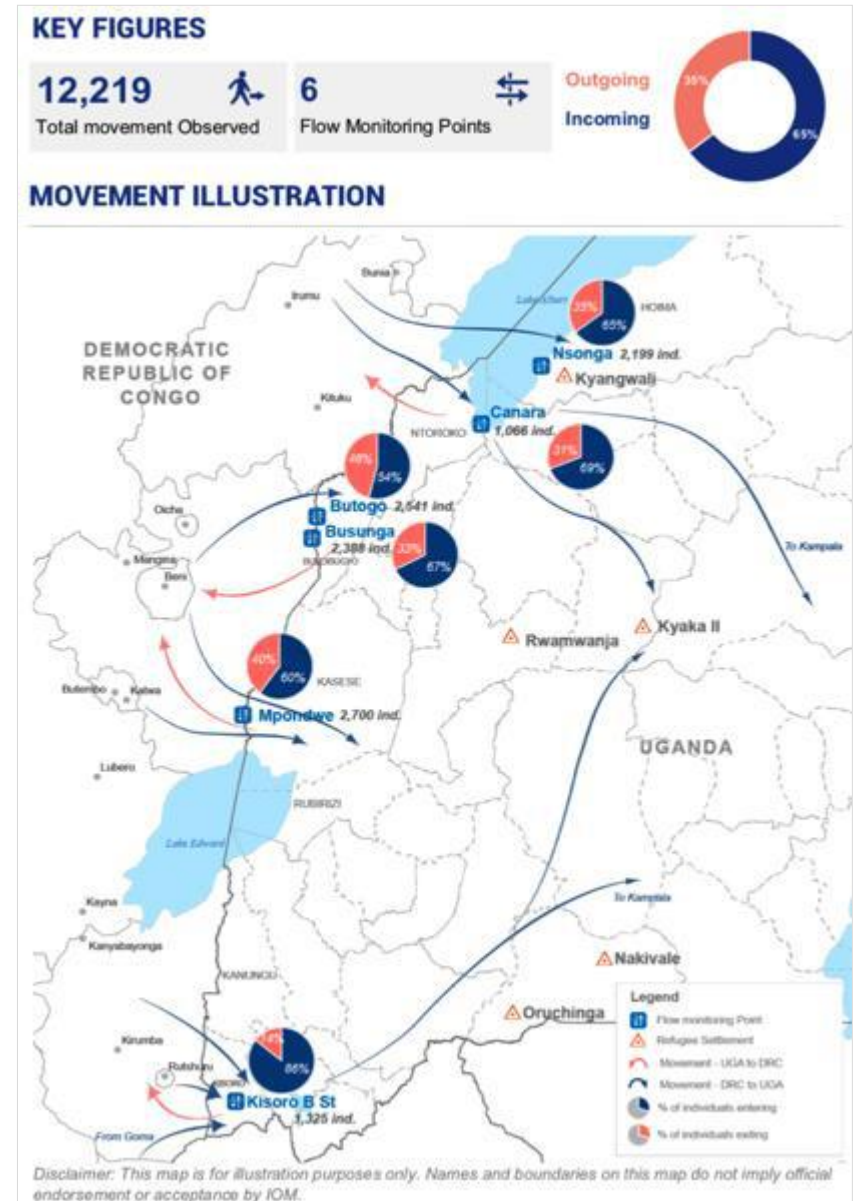 KEY FIGURES
12,219
Total movement Observed
6
Flow Monitoring Points
Outgoing
Incoming
35%
65%
MOVEMENT ILLUSTRATION
Bunia
Irumu
HOIMA
35%
65%
DEMOCRATIC
REPUBLIC OF
CONGO
Nsonga 2,199 ind.
Kyangwali
Kituku
Canara
1,066 ind.
NTOROKO
31%
69%
46%
54%
Oicha
Butogo 2,541 ind.
Busunga
2,388 ind.
33%
67%
Mangina
Beni
To Kampala
Rwamwanja
Kyaka II
40%
60%
KASESE
Butembo
Katwa
Mpondwe 2,700 ind.
UGANDA
Lubero
RUBIRIZI
Lake Edward
Kayna
Kanyabayonga
To Kampala
Nakivale
KANUNGU
Oruchinga
Kirumba
Rutshuru
86%
Kisoro B St
1,325 ind.
From Goma
Legend
Flow monitoring Point
Refugee Settlement
Movement - UGA to DRC
Movement - DRC to UGA
% of individuals entering
% of individuals exiting
Disclaimer: This map is for illustration purposes only. Names and boundaries on this map do not imply official
endorsement or acceptance by IOM.